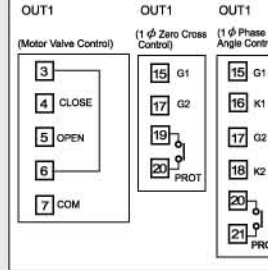 OUT1
(Motor Valve Control)
3
4 CLOSE
5 OPEN
6
7 COM
OUT1
(1 ϕ Zero Cross
Control)
15 G1
17 G2
19
20
PROT
OUT1
(1 ϕ Phase
Angle
15 G1
16 K1
17 G2
18 K2
20
21